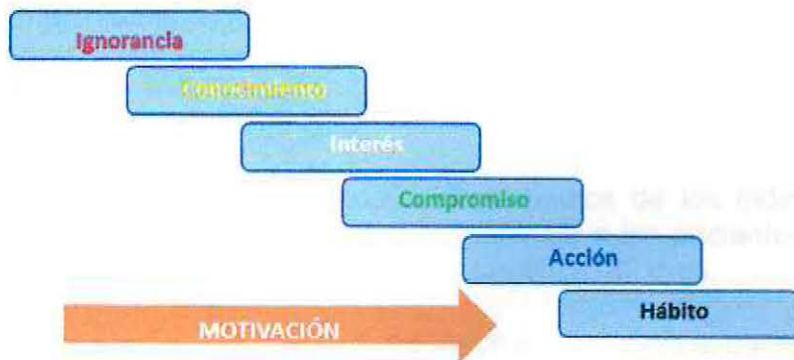 Ignorancia
Conocimiento
Interés
Compromiso
Acción
Hábito
MOTIVACIÓN